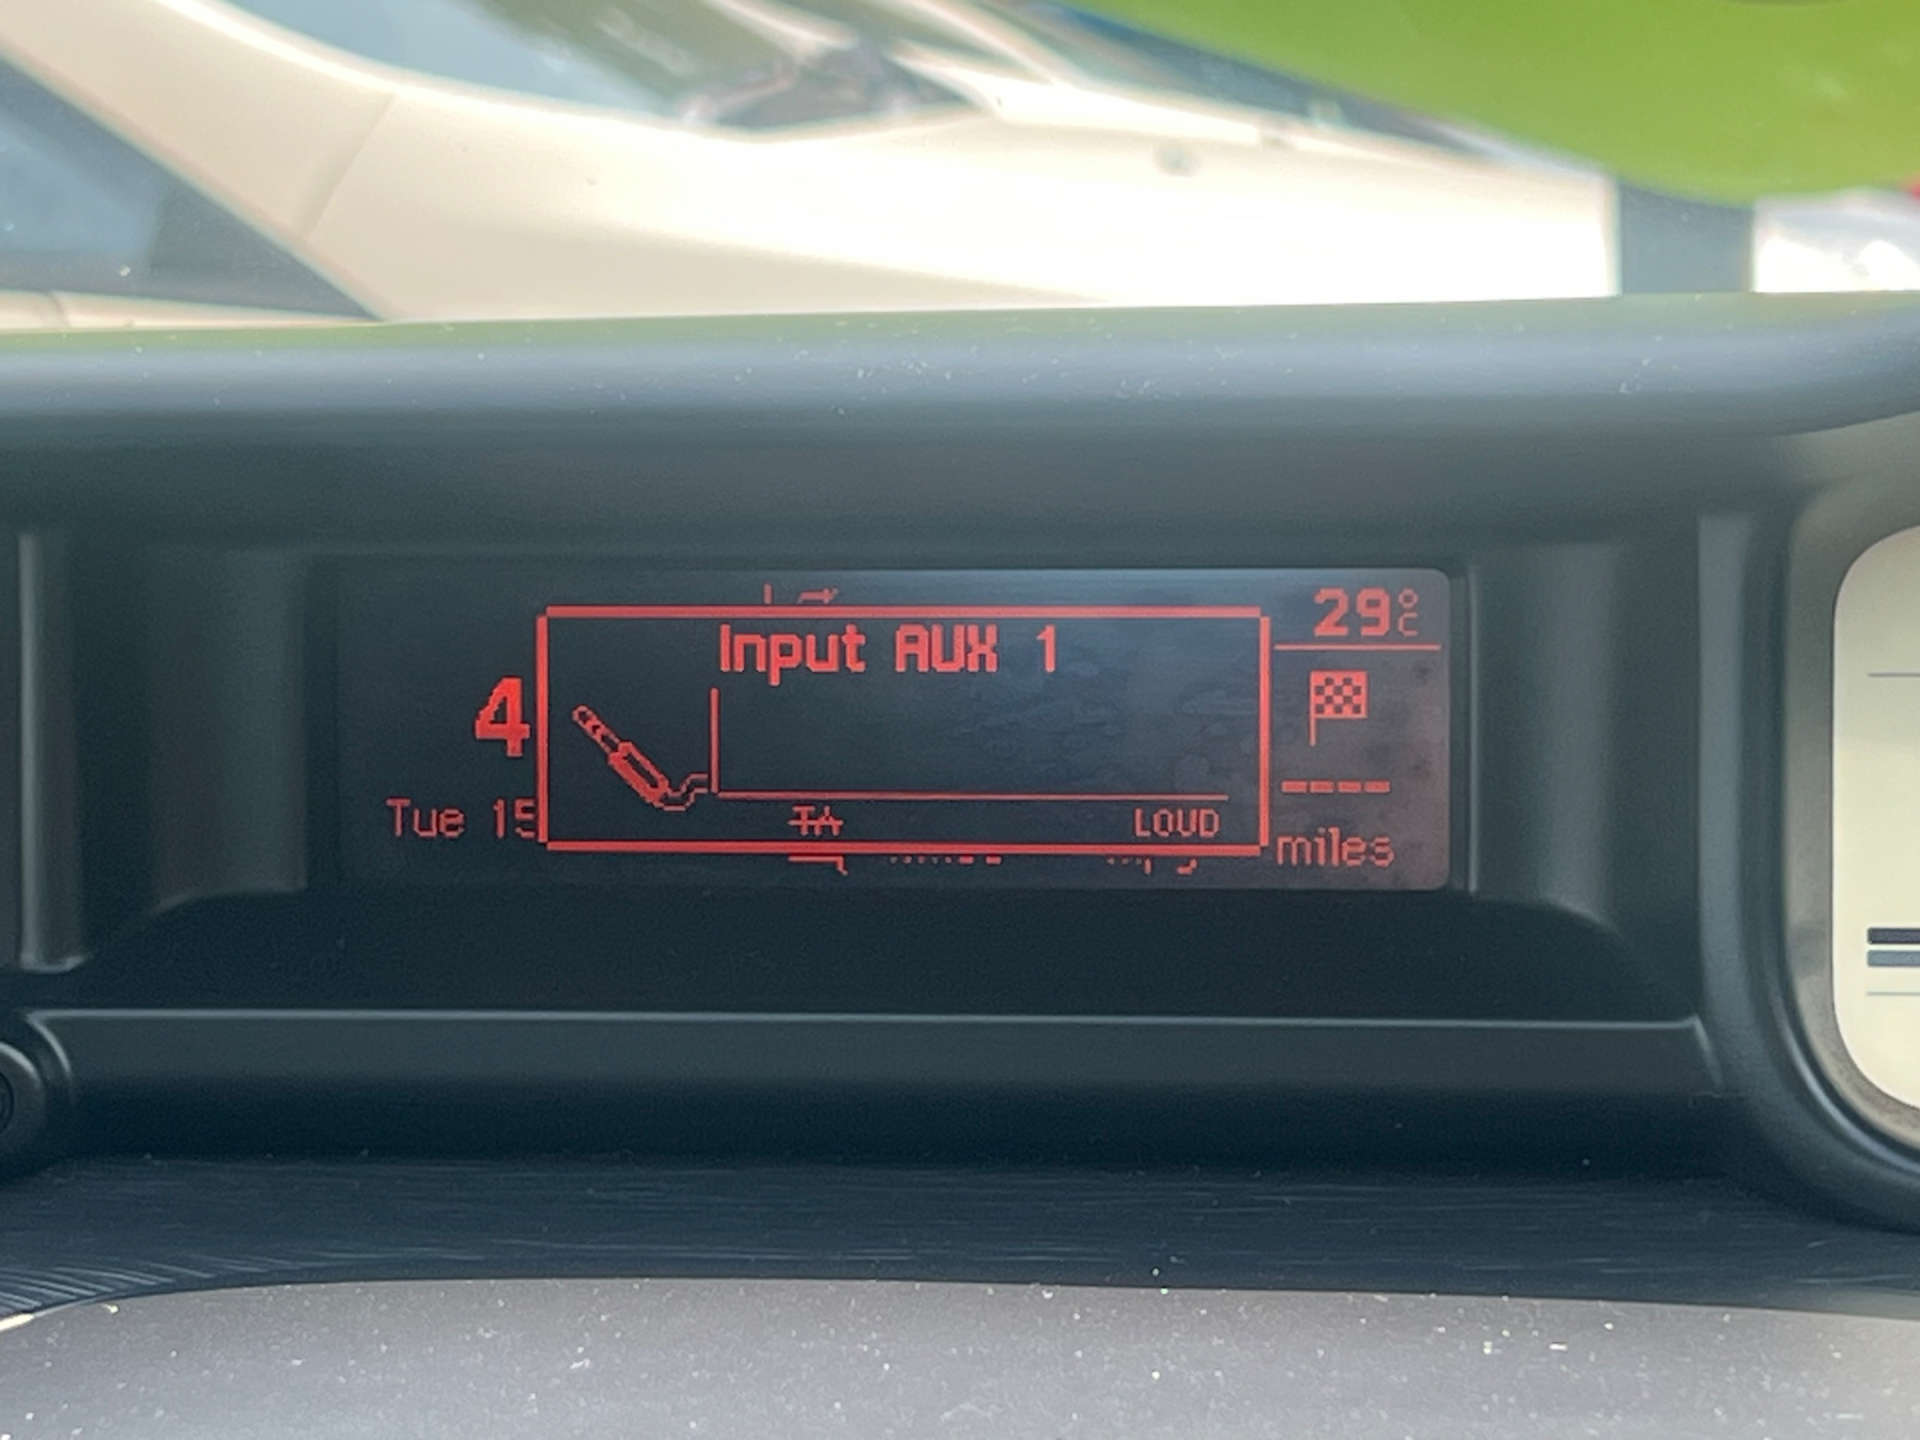 29°C
Input AUX 1
4
Tue 15
TA
LOUD
----
miles